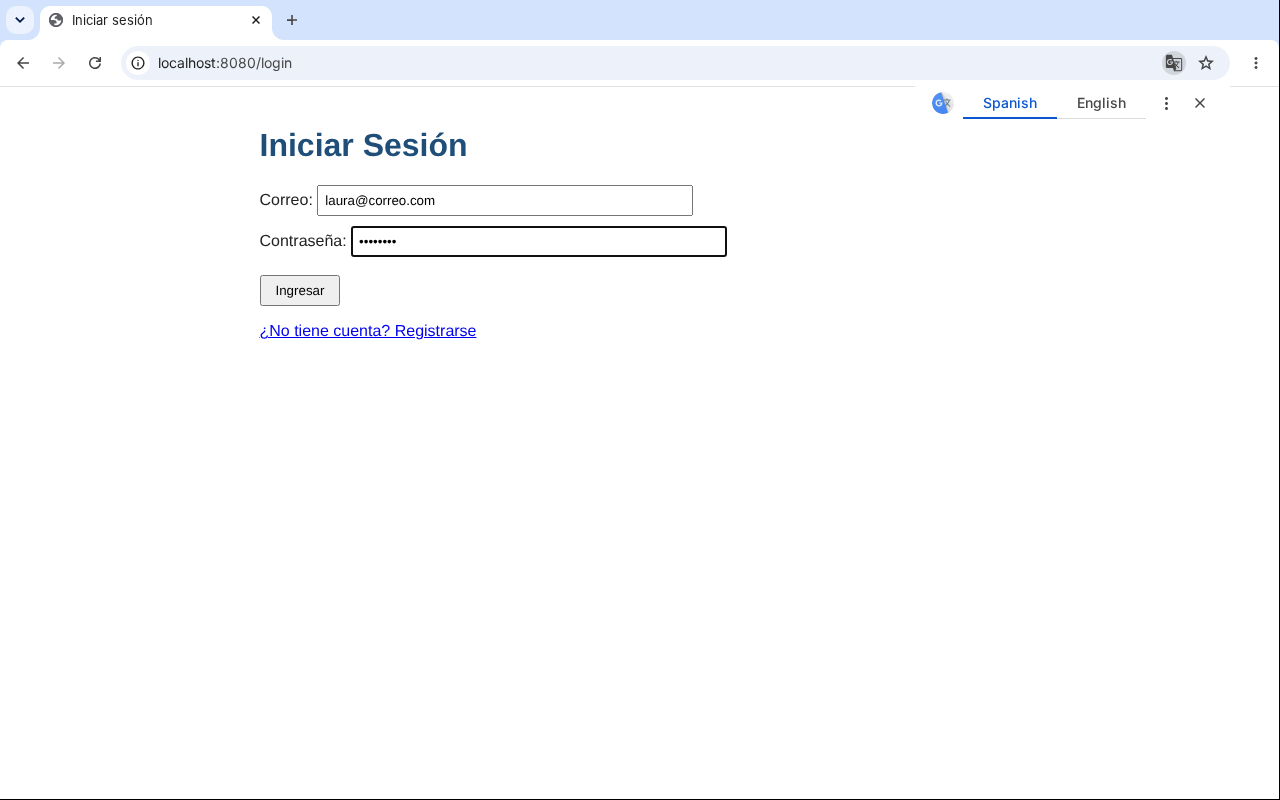 Iniciar sesión
localhost:8080/login
Spanish English
Iniciar Sesión
Correo: laura@correo.com
Contraseña: ••••••••
Ingresar
¿No tiene cuenta? Registrarse